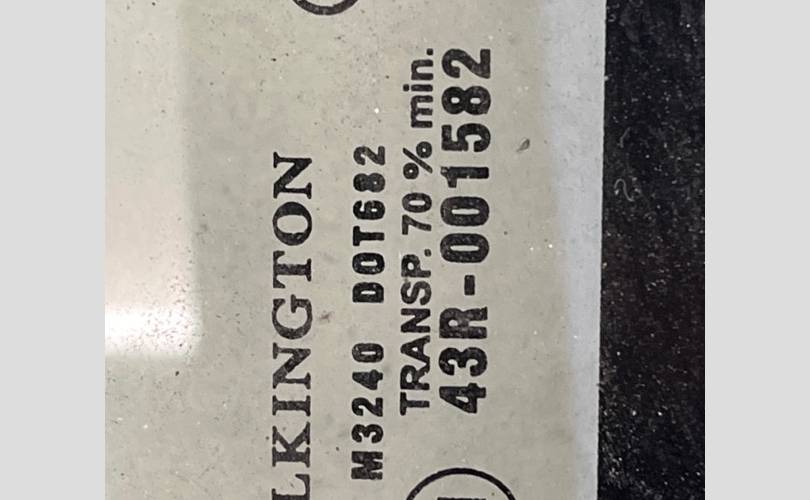 LKINGTON
M3240 DOT682
TRANSP. 70 % min.
43R-001582